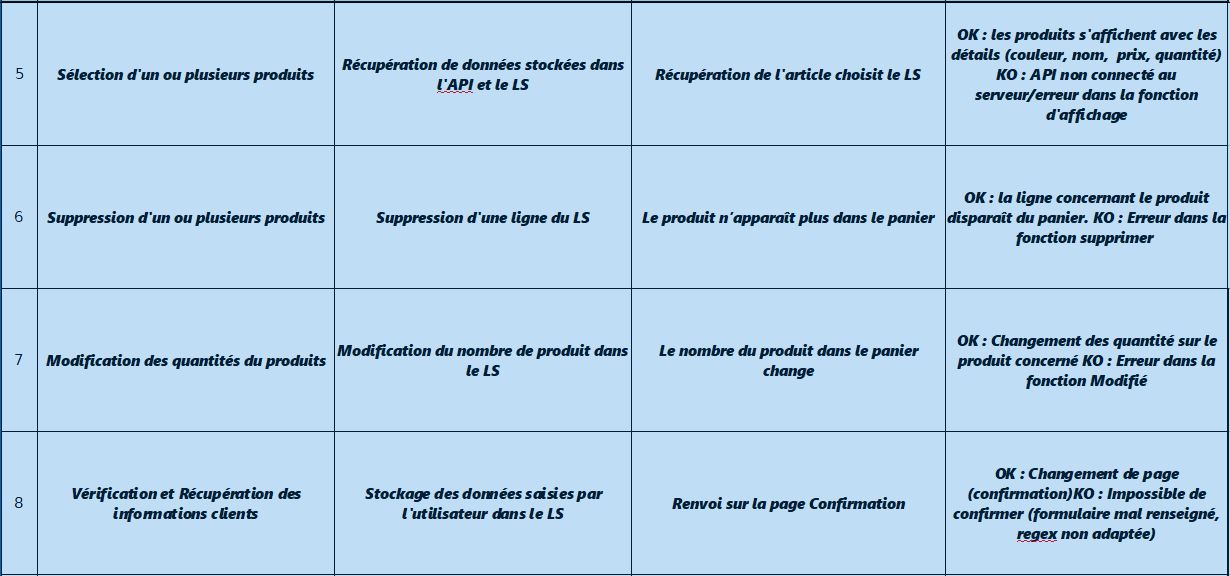 5
Sélection d'un ou plusieurs produits
Récupération de données stockées dans
l'API et le LS
Récupération de l'article choisit le LS
OK : les produits s'affichent avec les
détails (couleur, nom, prix, quantité)
KO : API non connecté au
serveur/erreur dans la fonction
d'affichage
6
Suppression d'un ou plusieurs produits
Suppression d'une ligne du LS
Le produit n'apparaît plus dans le panier
OK : la ligne concernant le produit
disparaît du panier. KO : Erreur dans la
fonction supprimer
7
Modification des quantités du produits
Modification du nombre de produit dans
le LS
Le nombre du produit dans le panier
change
OK : Changement des quantité sur le
produit concerné KO : Erreur dans la
fonction Modifié
8
Vérification et Récupération des
informations clients
Stockage des données saisies par
l'utilisateur dans le LS
Renvoi sur la page Confirmation
OK : Changement de page
(confirmation)KO : Impossible de
confirmer (formulaire mal renseigné,
regex non adaptée)